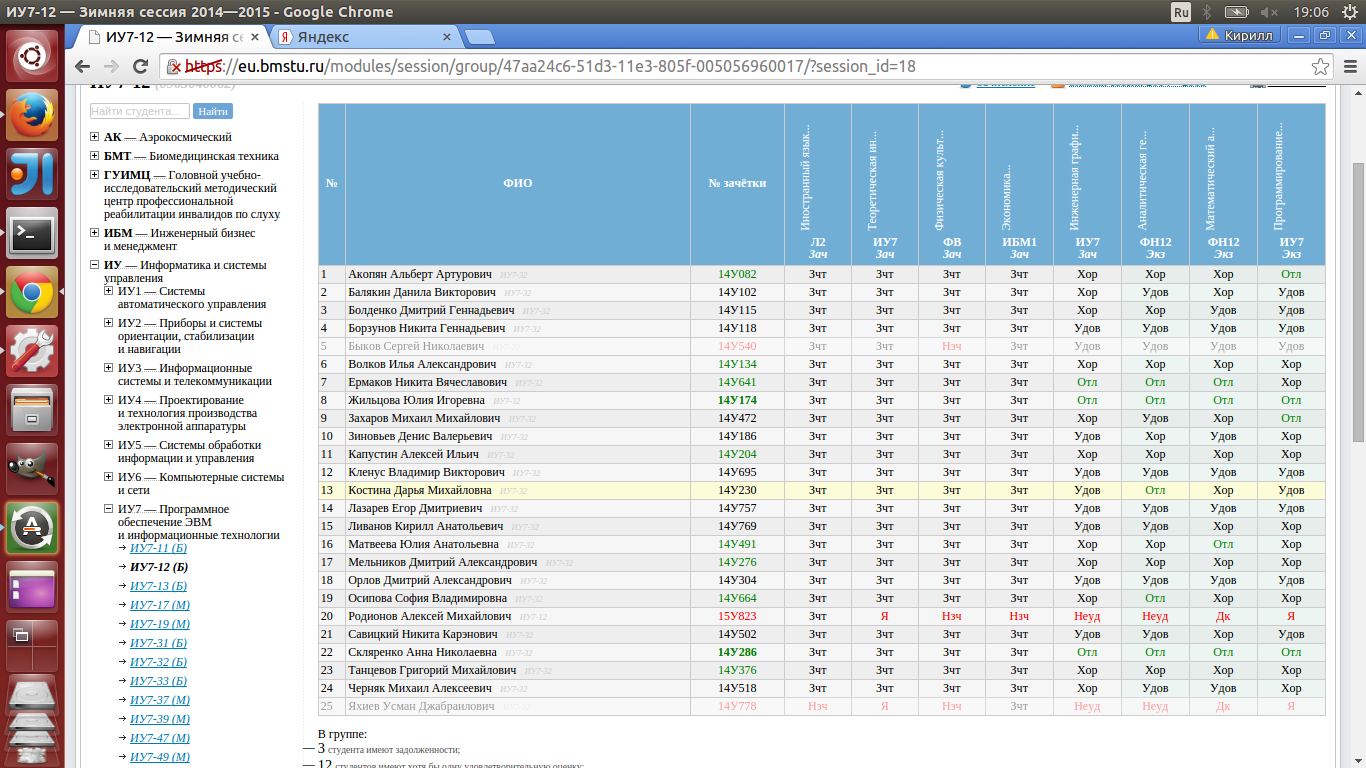 ИУ7-12 — Зимняя сессия 2014—2015 - Google Chrome
Ru
19:06
ИУ7-12 — Зимняя се
Яндекс
Кирилл
https://eu.bmstu.ru/modules/session/group/47aa24c6-51d3-11e3-805f-005056960017/?session_id=18
Найти студента...
Найти
АК — Аэрокосмический
БМТ — Биомедицинская техника
ГУИМЦ — Головной учебно-
исследовательский методический
центр профессиональной
реабилитации инвалидов по слуху
ИБМ — Инженерный бизнес
и менеджмент
ИУ — Информатика и системы
управления
ИУ1 — Системы
автоматического управления
ИУ2 — Приборы и системы
ориентации, стабилизации
и навигации
ИУ3 — Информационные
системы и телекоммуникации
ИУ4 — Проектирование
и технология производства
электронной аппаратуры
ИУ5 — Системы обработки
информации и управления
ИУ6 — Компьютерные системы
и сети
ИУ7 — Программное
обеспечение ЭВМ
и информационные технологии
ИУ7-11 (Б)
ИУ7-12 (Б)
ИУ7-13 (Б)
ИУ7-17 (М)
ИУ7-19 (М)
ИУ7-31 (Б)
ИУ7-32 (Б)
ИУ7-33 (Б)
ИУ7-37 (М)
ИУ7-39 (М)
ИУ7-47 (М)
ИУ7-49 (М)
№ ФИО № зачётки Иностранный язык... Теоретическая ин... Физическая культ... Экономика... Инженерная графи... Аналитическая ге... Математический а... Программирование...
Л2 ИУ7 ФВ ИБМ1 ИУ7 ФН12 ФН12 ИУ7
Зач Зач Зач Зач Зач Экз Экз Экз
1 Акопян Альберт Артурович ИУ7-32 14У082 Зчт Зчт Зчт Зчт Хор Хор Хор Отл
2 Балякин Данила Викторович ИУ7-32 14У102 Зчт Зчт Зчт Зчт Хор Удов Хор Удов
3 Болденко Дмитрий Геннадьевич ИУ7-32 14У115 Зчт Зчт Зчт Зчт Хор Хор Удов Удов
4 Борзунов Никита Геннадьевич ИУ7-32 14У118 Зчт Зчт Зчт Зчт Удов Удов Удов Удов
5 Быков Сергей Николаевич ИУ7-32 14У540 Зчт Зчт Нзч Зчт Удов Удов Удов Удов
6 Волков Илья Александрович ИУ7-32 14У134 Зчт Зчт Зчт Зчт Хор Хор Хор Хор
7 Ермаков Никита Вячеславович ИУ7-32 14У641 Зчт Зчт Зчт Зчт Отл Отл Отл Хор
8 Жильцова Юлия Игоревна ИУ7-32 14У174 Зчт Зчт Зчт Зчт Отл Отл Отл Отл
9 Захаров Михаил Михайлович ИУ7-32 14У472 Зчт Зчт Зчт Зчт Хор Удов Хор Отл
10 Зиновьев Денис Валерьевич ИУ7-32 14У186 Зчт Зчт Зчт Зчт Удов Хор Удов Хор
11 Капустин Алексей Ильич ИУ7-32 14У204 Зчт Зчт Зчт Зчт Хор Хор Хор Хор
12 Кленус Владимир Викторович ИУ7-32 14У695 Зчт Зчт Зчт Зчт Удов Удов Удов Удов
13 Костина Дарья Михайловна ИУ7-32 14У230 Зчт Зчт Зчт Зчт Удов Отл Хор Удов
14 Лазарев Егор Дмитриевич ИУ7-32 14У757 Зчт Зчт Зчт Зчт Удов Удов Удов Удов
15 Ливанов Кирилл Анатольевич ИУ7-32 14У769 Зчт Зчт Зчт Зчт Удов Удов Хор Хор
16 Матвеева Юлия Анатольевна ИУ7-32 14У491 Зчт Зчт Зчт Зчт Хор Хор Отл Хор
17 Мельников Дмитрий Александрович ИУ7-32 14У276 Зчт Зчт Зчт Зчт Хор Хор Хор Хор
18 Орлов Дмитрий Александрович ИУ7-32 14У304 Зчт Зчт Зчт Зчт Удов Удов Удов Удов
19 Осипова София Владимировна ИУ7-32 14У664 Зчт Зчт Зчт Зчт Хор Отл Хор Хор
20 Родионов Алексей Михайлович ИУ7-12 15У823 Зчт Я Нзч Нзч Неуд Неуд Дк Я
21 Савицкий Никита Карэнович ИУ7-32 14У502 Зчт Зчт Зчт Зчт Удов Удов Хор Удов
22 Скляренко Анна Николаевна ИУ7-32 14У286 Зчт Зчт Зчт Зчт Отл Отл Отл Отл
23 Танцевов Григорий Михайлович ИУ7-32 14У376 Зчт Зчт Зчт Зчт Хор Хор Хор Хор
24 Черняк Михаил Алексеевич ИУ7-32 14У518 Зчт Зчт Зчт Зчт Хор Удов Удов Хор
25 Яхиев Усман Джабраилович 14У778 Нзч Я Нзч Зчт Неуд Неуд Дк Я
В группе:
— 3 студента имеют задолженности;
— 12 студентов имеют хотя бы одну удовлетворительную оценку;